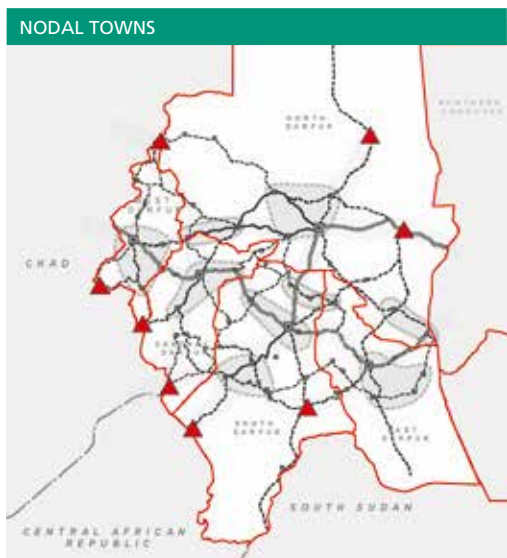 NODAL TOWNS
NORTH
DARFUR
CHAD
SOUTH
DARFUR
EAST
DARFUR
SOUTH SUDAN
CENTRAL AFRICAN
REPUBLIC